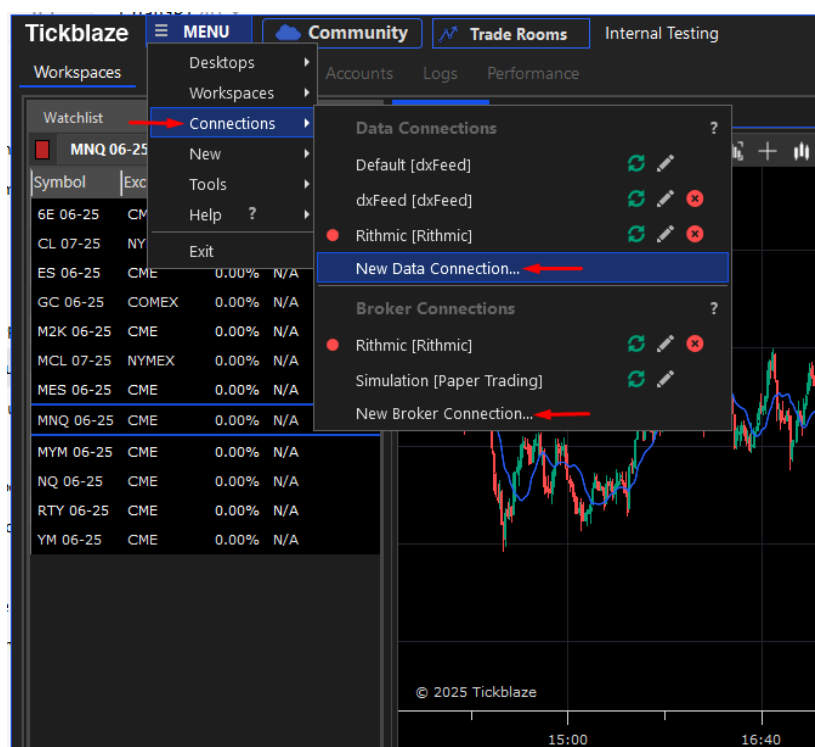 Tickblaze ☰ MENU Community Trade Rooms Internal Testing
Workspaces Accounts Logs Performance
Desktops
Workspaces
Connections
New
Tools
Help ?
Exit
Data Connections ?
Default [dxFeed]
dxFeed [dxFeed]
Rithmic [Rithmic]
New Data Connection...
Broker Connections ?
Rithmic [Rithmic]
Simulation [Paper Trading]
New Broker Connection...
Watchlist
MNQ 06-25
Symbol Exc
6E 06-25 CM
CL 07-25 NY
ES 06-25 CME 0.00% N/A
GC 06-25 COMEX 0.00% N/A
M2K 06-25 CME 0.00% N/A
MCL 07-25 NYMEX 0.00% N/A
MES 06-25 CME 0.00% N/A
MNQ 06-25 CME 0.00% N/A
MYM 06-25 CME 0.00% N/A
NQ 06-25 CME 0.00% N/A
RTY 06-25 CME 0.00% N/A
YM 06-25 CME 0.00% N/A
© 2025 Tickblaze
15:00 16:40